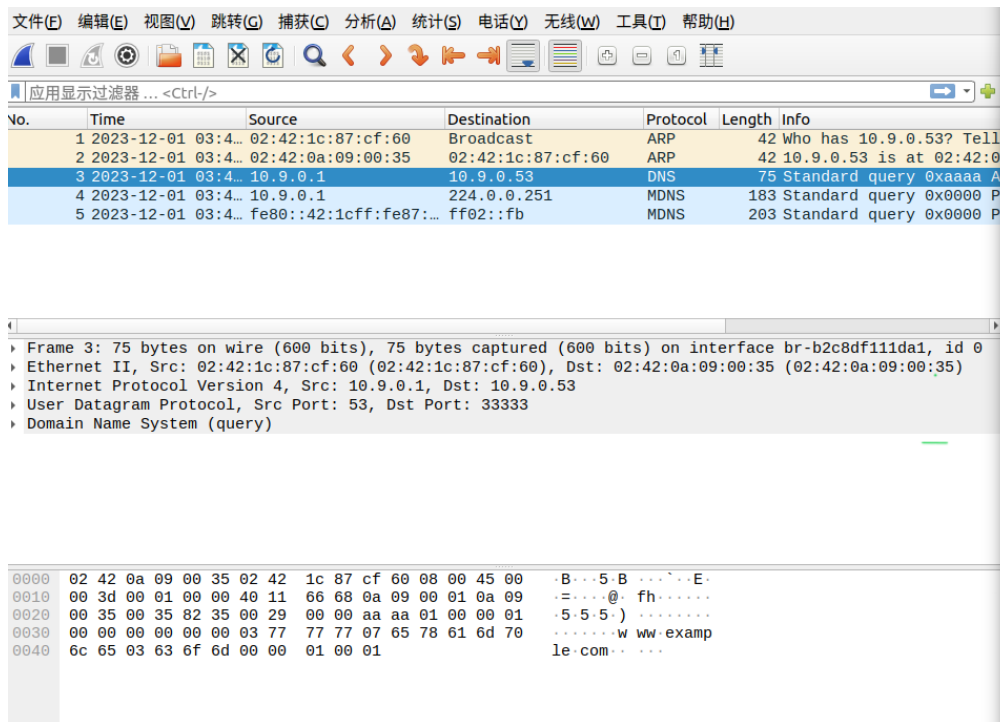 文件(F) 编辑(E) 视图(V) 跳转(G) 捕获(C) 分析(A) 统计(S) 电话(Y) 无线(W) 工具(T) 帮助(H)
应用显示过滤器 … <Ctrl-/>
No. Time Source Destination Protocol Length Info
1 2023-12-01 03:4… 02:42:1c:87:cf:60 Broadcast ARP 42 Who has 10.9.0.53? Tell
2 2023-12-01 03:4… 02:42:0a:09:00:35 02:42:1c:87:cf:60 ARP 42 10.9.0.53 is at 02:42:0
3 2023-12-01 03:4… 10.9.0.1 10.9.0.53 DNS 75 Standard query 0xaaaa A
4 2023-12-01 03:4… 10.9.0.1 224.0.0.251 MDNS 183 Standard query 0x0000 P
5 2023-12-01 03:4… fe80::42:1cff:fe87:… ff02::fb MDNS 203 Standard query 0x0000 P
Frame 3: 75 bytes on wire (600 bits), 75 bytes captured (600 bits) on interface br-b2c8df111da1, id 0
Ethernet II, Src: 02:42:1c:87:cf:60 (02:42:1c:87:cf:60), Dst: 02:42:0a:09:00:35 (02:42:0a:09:00:35)
Internet Protocol Version 4, Src: 10.9.0.1, Dst: 10.9.0.53
User Datagram Protocol, Src Port: 53, Dst Port: 33333
Domain Name System (query)
0000 02 42 0a 09 00 35 02 42 1c 87 cf 60 08 00 45 00 ·B···5·B ···`··E·
0010 00 3d 00 01 00 00 40 11 66 68 0a 09 00 01 0a 09 ·=····@· fh······
0020 00 35 00 35 82 35 00 29 00 00 aa aa 01 00 00 01 ·5·5·5·) ········
0030 00 00 00 00 00 00 03 77 77 77 07 65 78 61 6d 70 ·······w ww·examp
0040 6c 65 03 63 6f 6d 00 00 01 00 01 le·com·· ···